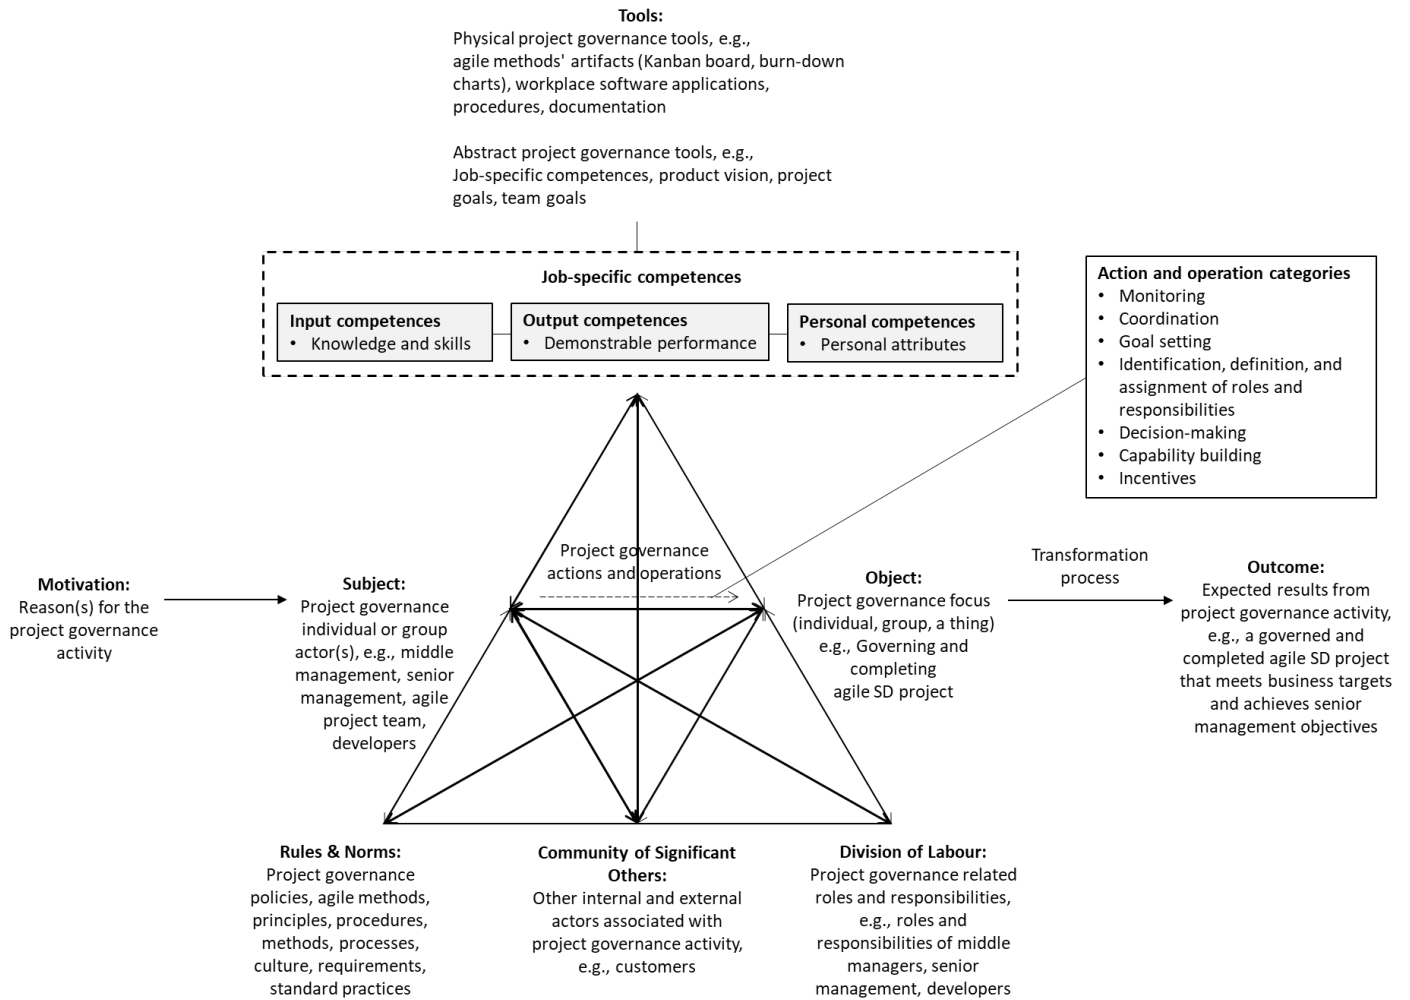 Tools:
Physical project governance tools, e.g.,
agile methods' artifacts (Kanban board, burn-down
charts), workplace software applications,
procedures, documentation
Abstract project governance tools, e.g.,
Job-specific competences, product vision, project
goals, team goals
Job-specific competences
Input competences
• Knowledge and skills
Output competences
• Demonstrable performance
Personal competences
• Personal attributes
Action and operation categories
• Monitoring
• Coordination
• Goal setting
• Identification, definition, and
assignment of roles and
responsibilities
• Decision-making
• Capability building
• Incentives
Project governance
actions and operations
Motivation:
Reason(s) for the
project governance
activity
Subject:
Project governance
individual or group
actor(s), e.g., middle
management, senior
management, agile
project team,
developers
Object:
Project governance focus
(individual, group, a thing)
e.g., Governing and
completing
agile SD project
Transformation
process
Outcome:
Expected results from
project governance activity,
e.g., a governed and
completed agile SD project
that meets business targets
and achieves senior
management objectives
Rules & Norms:
Project governance
policies, agile methods,
principles, procedures,
methods, processes,
culture, requirements,
standard practices
Community of Significant
Others:
Other internal and external
actors associated with
project governance activity,
e.g., customers
Division of Labour:
Project governance related
roles and responsibilities,
e.g., roles and
responsibilities of middle
managers, senior
management, developers